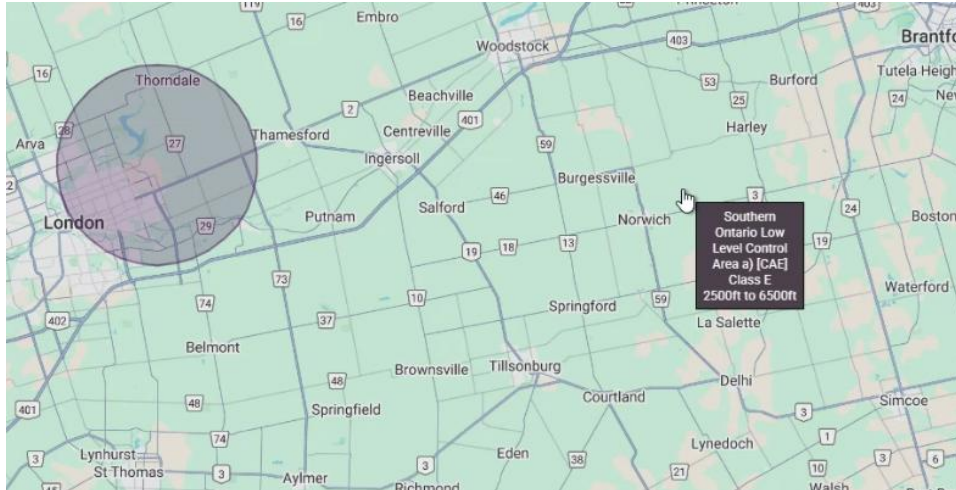 119
Embro
16
Woodstock
403
403
Brantfo
16
Thorndale
53
Burford
Tutela Heigh
Beachville
2
25
24
28
401
Arva
27
Thamesford
Centreville
Harley
59
Ingersoll
Burgessville
46
3
London
29
Putnam
Salford
Norwich
24
Boston
Southern
Ontario Low
Level Control
Area a) [CAE]
Class E
2500ft to 6500ft
19
18
13
19
73
10
59
Waterford
74
Springford
402
37
La Salette
Belmont
Brownsville
Tillsonburg
48
Delhi
401
48
Springfield
Courtland
Simcoe
3
74
1
Lynhurst
Eden
Lynedoch
3
St Thomas
3
Aylmer
3
38
21
10
3
6
Richmond
Walsh